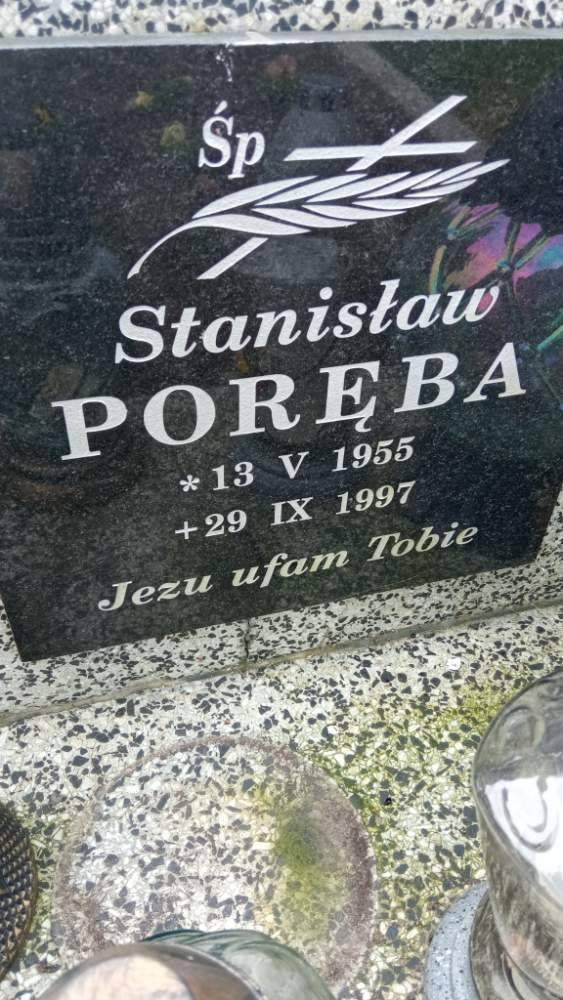 Śp
Stanisław
PORĘBA
* 13 V 1955
+ 29 IX 1997
Jezu ufam Tobie